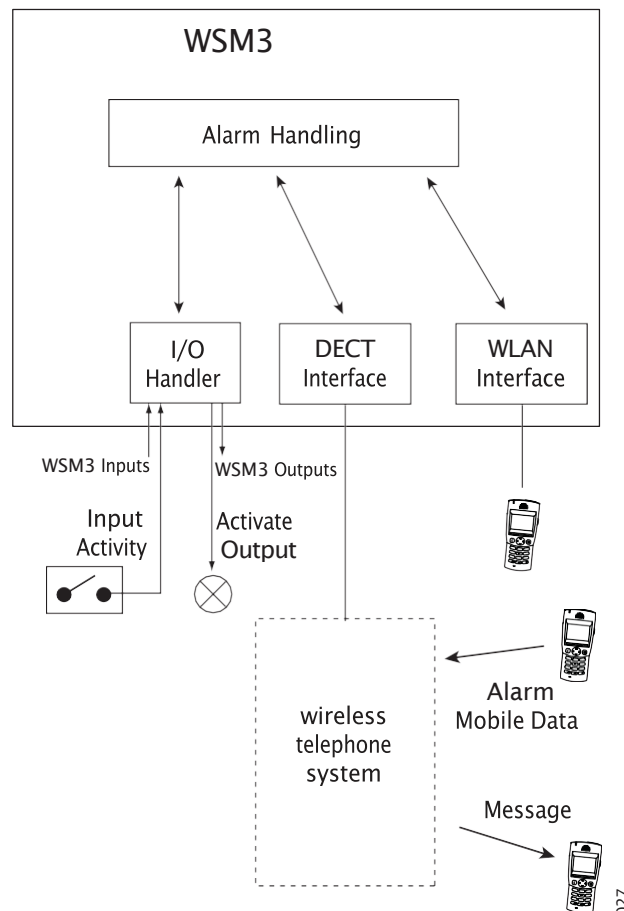 WSM3
Alarm Handling
I/O
Handler
DECT
Interface
WLAN
Interface
WSM3 Inputs
WSM3 Outputs
Input
Activity
Activate
Output
wireless
telephone
system
Alarm
Mobile Data
Message
027